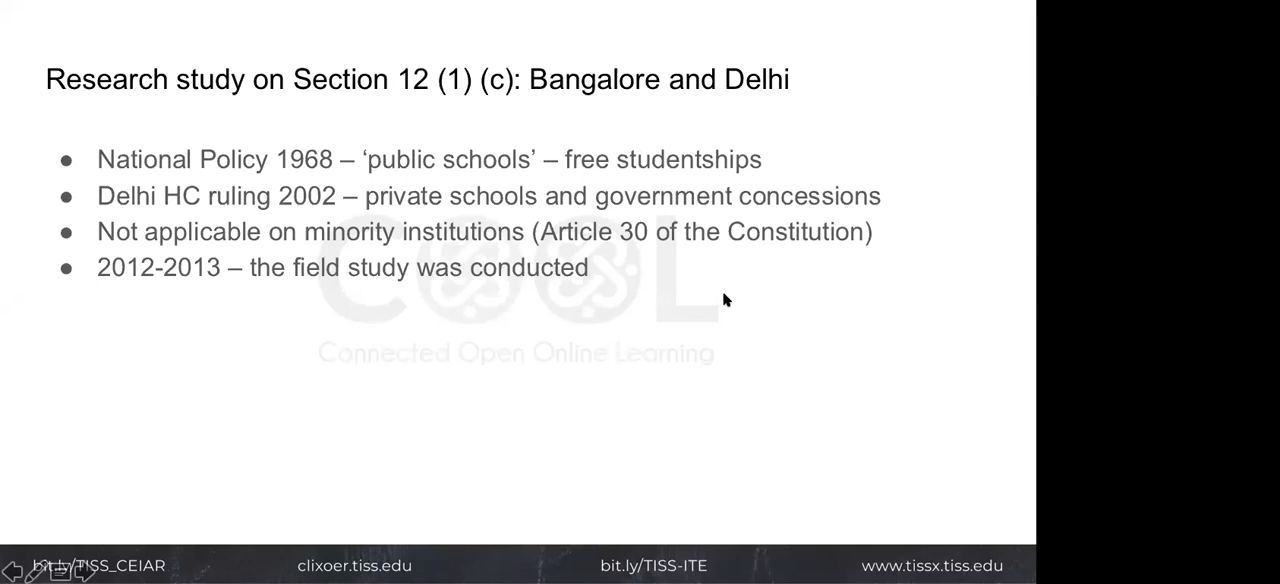 Research study on Section 12 (1) (c): Bangalore and Delhi
● National Policy 1968 – ‘public schools’ – free studentships
● Delhi HC ruling 2002 – private schools and government concessions
● Not applicable on minority institutions (Article 30 of the Constitution)
● 2012-2013 – the field study was conducted
COOL
Connected Open Online Learning
bit.ly/TISS_CEIAR clixoer.tiss.edu bit.ly/TISS-ITE www.tissx.tiss.edu